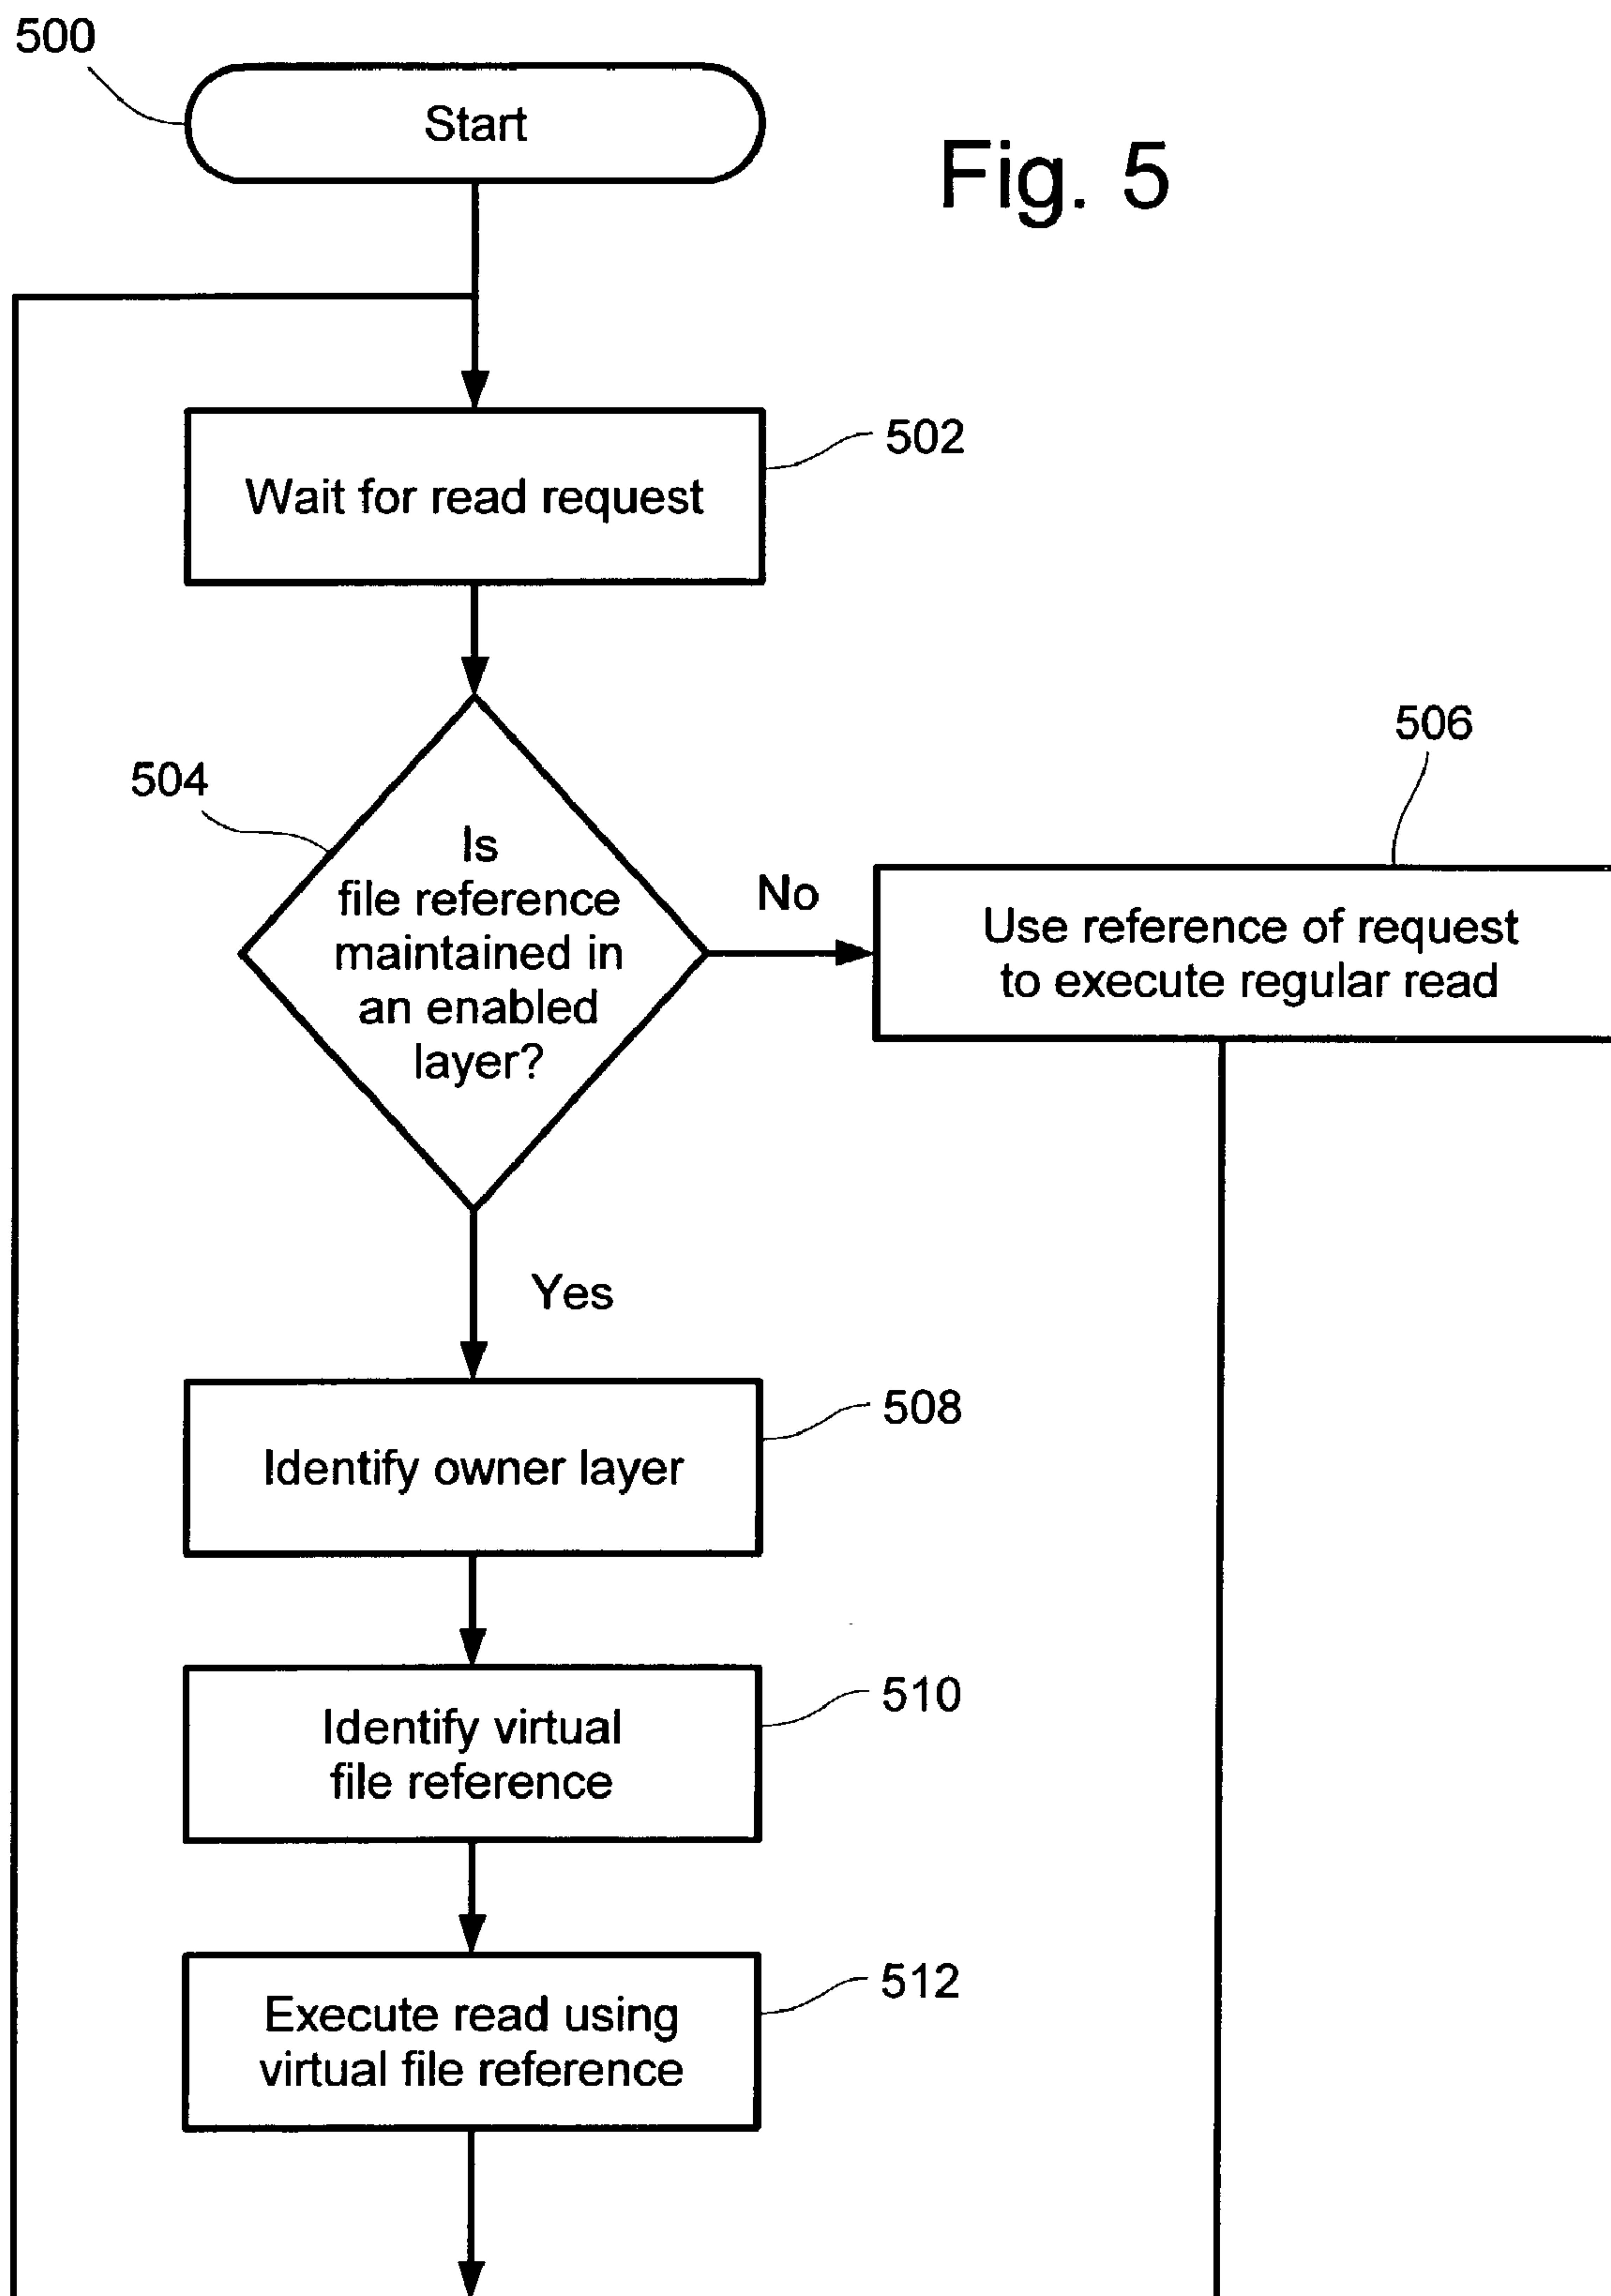 500
Start
Fig. 5
502
Wait for read request
506
504
Is
file reference
maintained in
an enabled
layer?
No
Use reference of request
to execute regular read
Yes
508
Identify owner layer
510
Identify virtual
file reference
512
Execute read using
virtual file reference